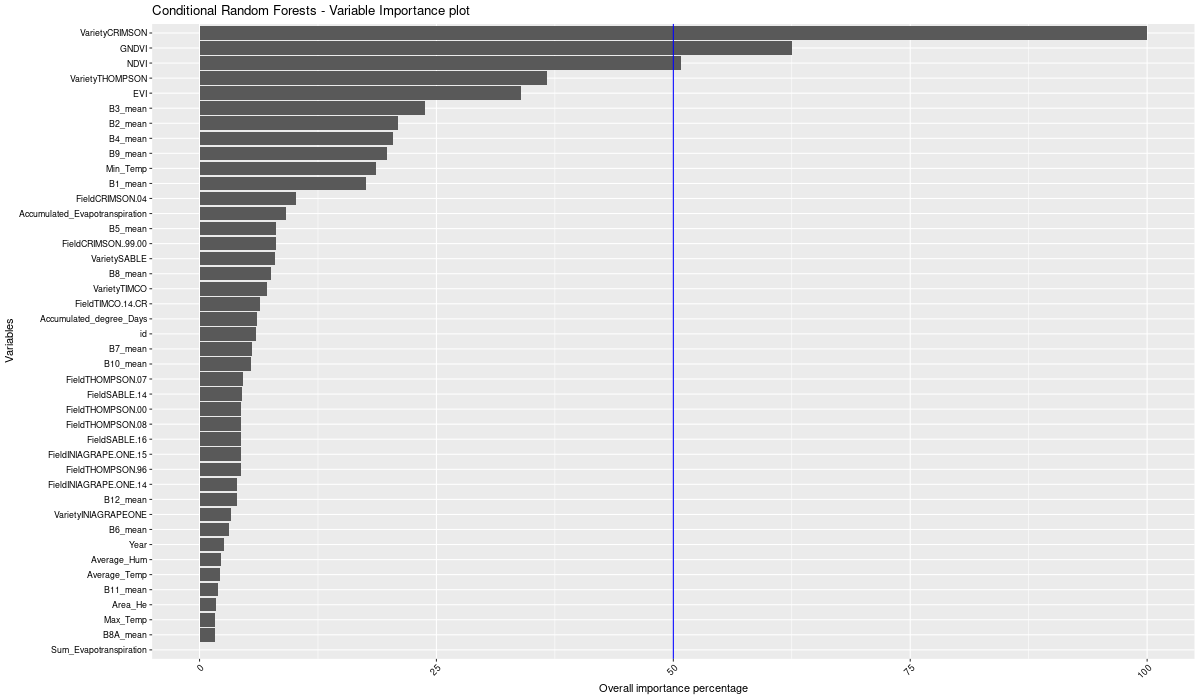 Conditional Random Forests - Variable Importance plot
VarietyCRIMSON
GNDVI
NDVI
VarietyTHOMPSON
EVI
B3_mean
B2_mean
B4_mean
B9_mean
Min_Temp
B1_mean
FieldCRIMSON.04
Accumulated_Evapotranspiration
B5_mean
FieldCRIMSON..99.00
VarietySABLE
B8_mean
VarietyTIMCO
FieldTIMCO.14.CR
Accumulated_degree_Days
id
B7_mean
B10_mean
FieldTHOMPSON.07
FieldSABLE.14
FieldTHOMPSON.00
FieldTHOMPSON.08
FieldSABLE.16
FieldINIAGRAPE.ONE.15
FieldTHOMPSON.96
FieldINIAGRAPE.ONE.14
B12_mean
VarietyINIAGRAPEONE
B6_mean
Year
Average_Hum
Average_Temp
B11_mean
Area_He
Max_Temp
B8A_mean
Sum_Evapotranspiration
Variables
0 25 50 75 100
Overall importance percentage